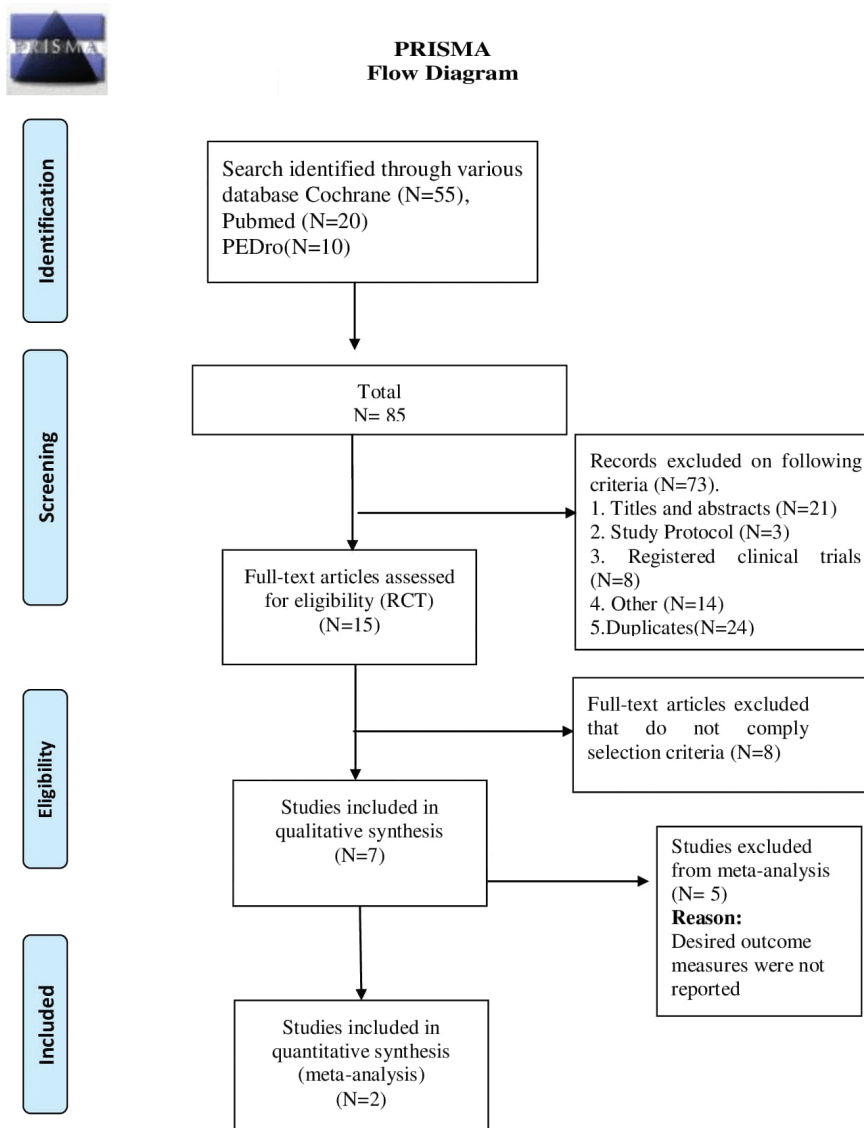 PRISMA
PRISMA
Flow Diagram
Identification
Search identified through various
database Cochrane (N=55),
Pubmed (N=20)
PEDro(N=10)
Screening
Total
N= 85
Records excluded on following
criteria (N=73).
1. Titles and abstracts (N=21)
2. Study Protocol (N=3)
3. Registered clinical trials
(N=8)
4. Other (N=14)
5.Duplicates(N=24)
Full-text articles assessed
for eligibility (RCT)
(N=15)
Eligibility
Full-text articles excluded
that do not comply
selection criteria (N=8)
Studies included in
qualitative synthesis
(N=7)
Studies excluded
from meta-analysis
(N= 5)
Reason:
Desired outcome
measures were not
reported
Included
Studies included in
quantitative synthesis
(meta-analysis)
(N=2)